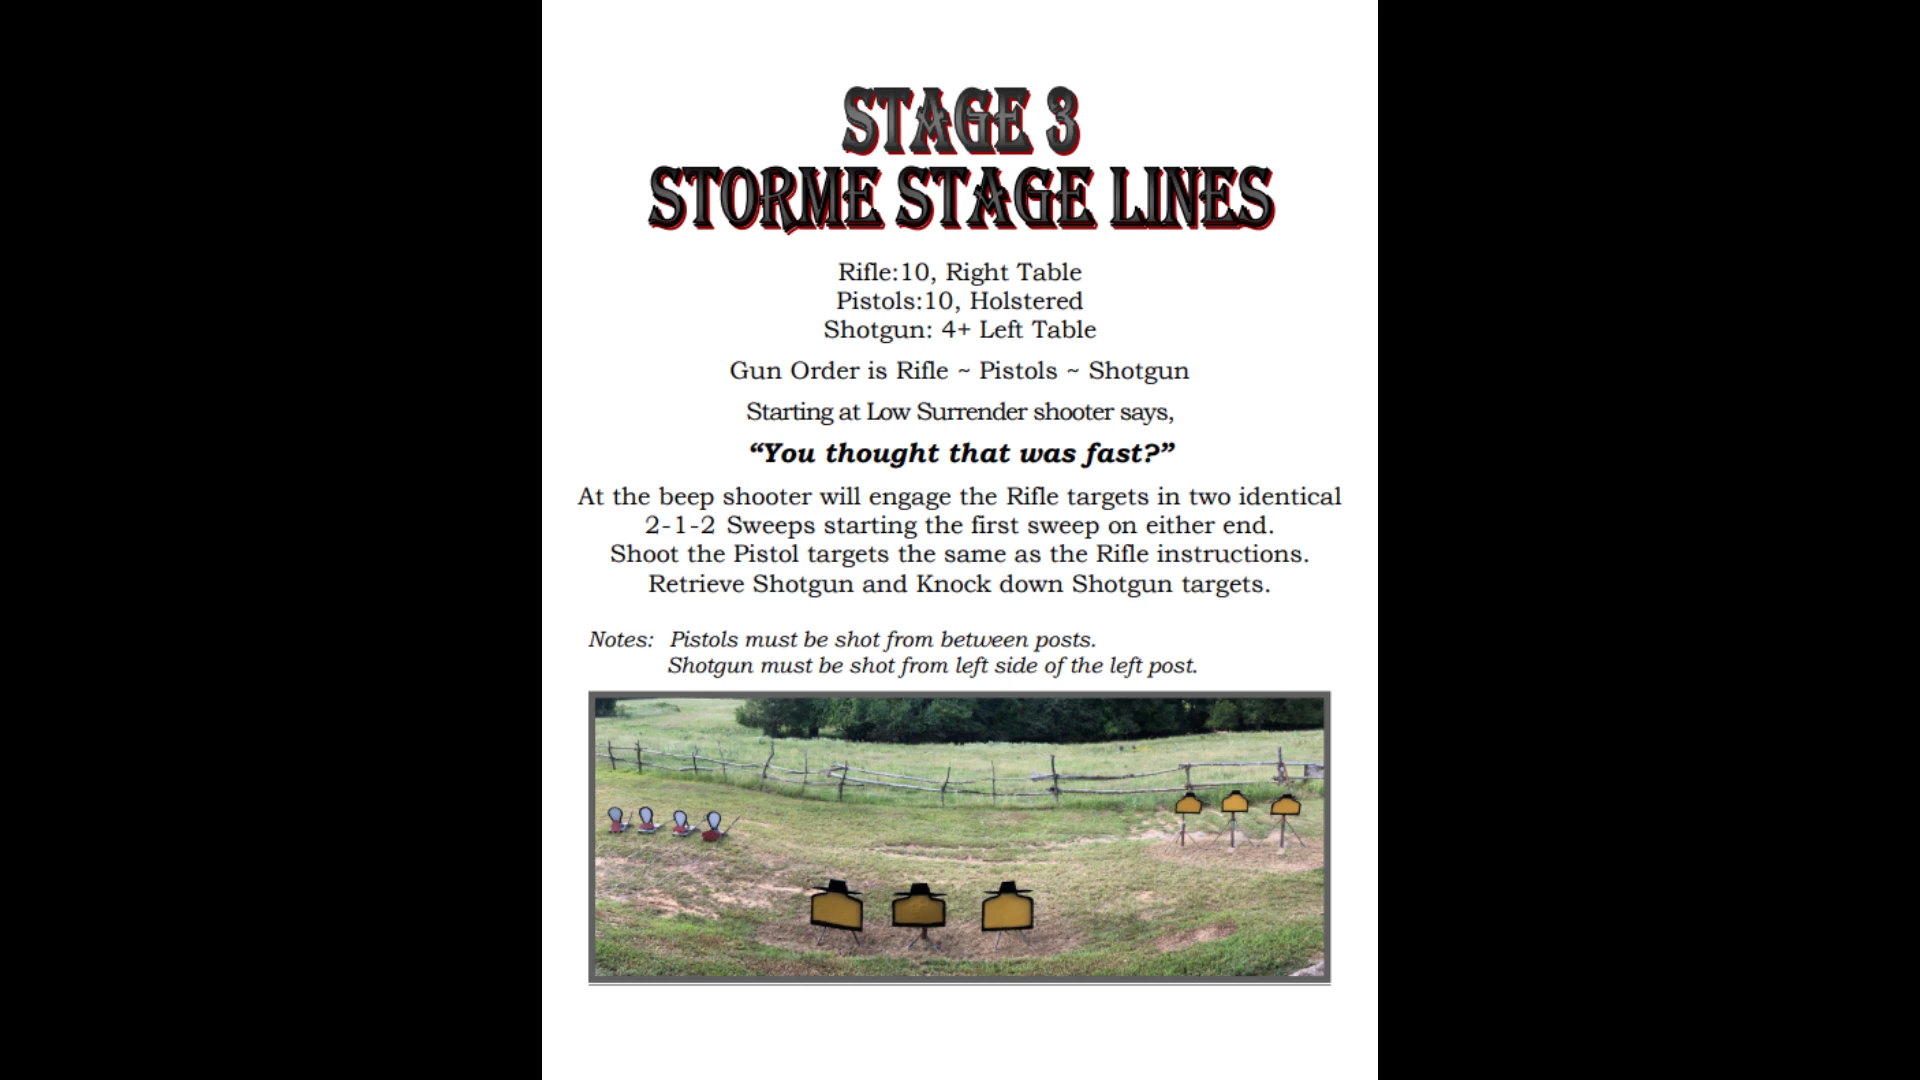 STAGE 3
STORME STAGE LINES
Rifle:10, Right Table
Pistols:10, Holstered
Shotgun: 4+ Left Table
Gun Order is Rifle ~ Pistols ~ Shotgun
Starting at Low Surrender shooter says,
“You thought that was fast?”
At the beep shooter will engage the Rifle targets in two identical
2-1-2 Sweeps starting the first sweep on either end.
Shoot the Pistol targets the same as the Rifle instructions.
Retrieve Shotgun and Knock down Shotgun targets.
Notes: Pistols must be shot from between posts.
Shotgun must be shot from left side of the left post.